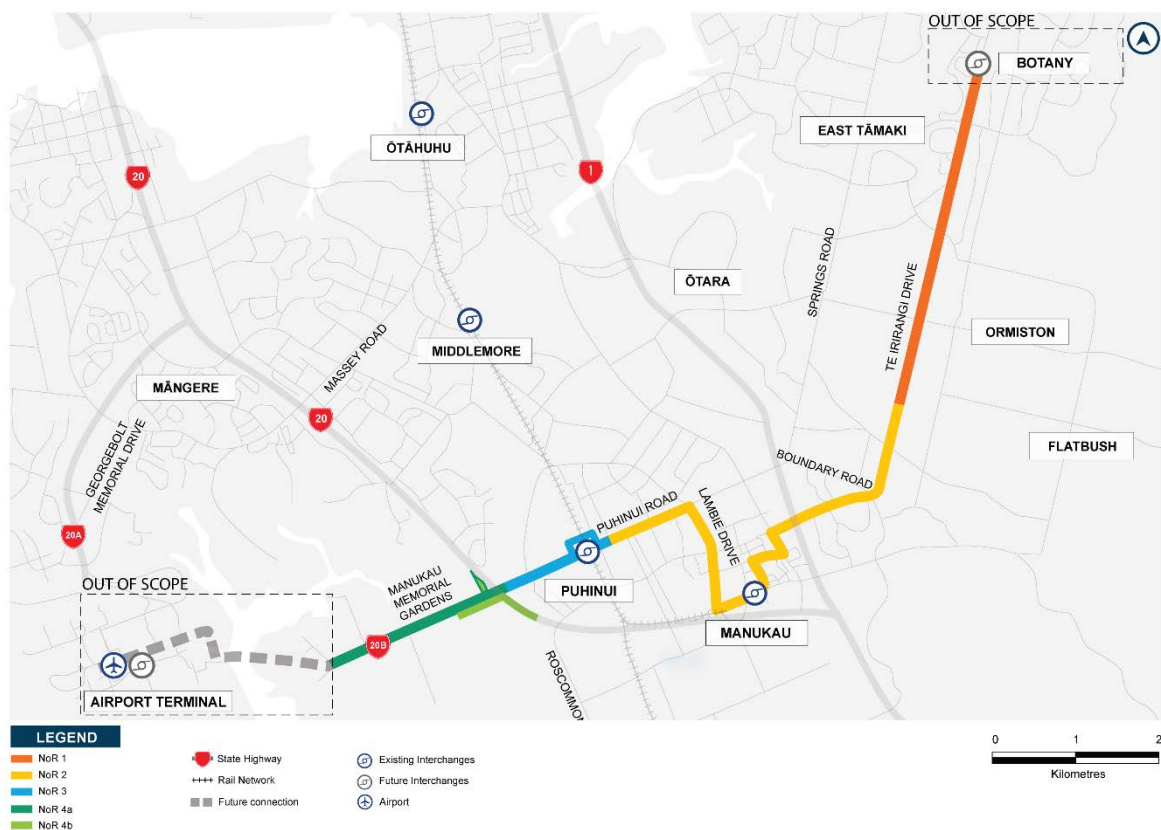 OUT OF SCOPE
BOTANY
EAST TĀMAKI
ŌTĀHUHU
20
1
SPRINGS ROAD
ŌTARA
TE IRIRANGI DRIVE
ORMISTON
MIDDLEMORE
MASSEY ROAD
MĀNGERE
20
FLATBUSH
GEORGEBOLT
MEMORIAL DRIVE
BOUNDARY ROAD
LAMBIE DRIVE
PUHINUI ROAD
20A
OUT OF SCOPE
MANUKAU
MEMORIAL
GARDENS
PUHINUI
MANUKAU
20B
ROSCOMMON
AIRPORT TERMINAL
LEGEND
NoR 1
NoR 2
NoR 3
NoR 4a
NoR 4b
State Highway
Rail Network
Future connection
Existing Interchanges
Future Interchanges
Airport
0 1 2
Kilometres